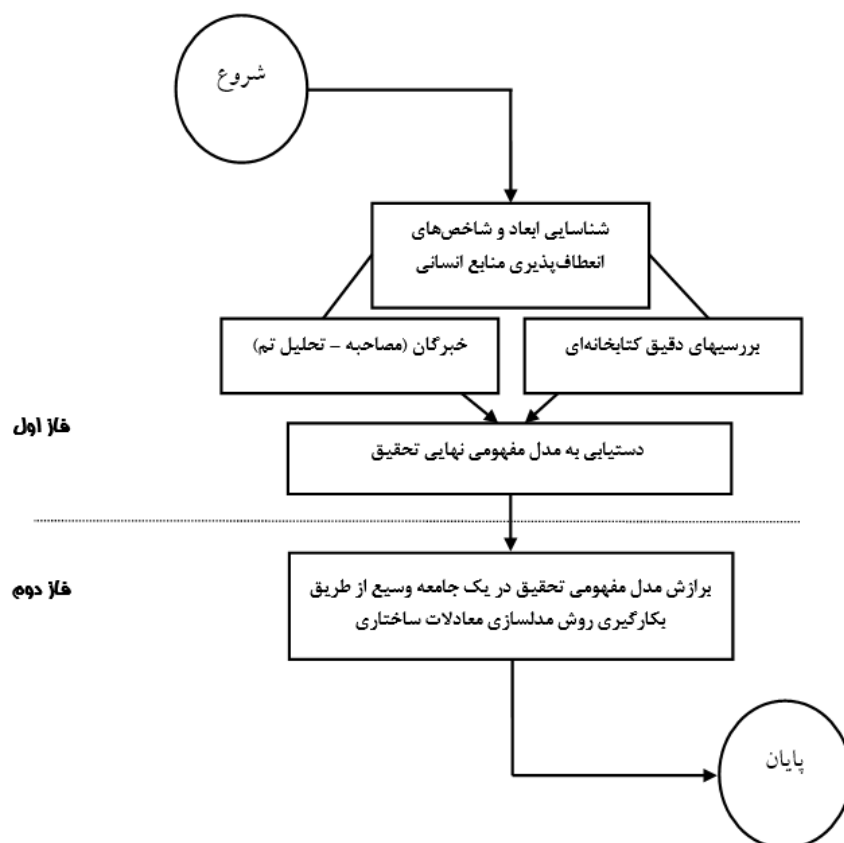 شروع
شناسایی ابعاد و شاخص‌های
انعطاف‌پذیری منابع انسانی
بررسیهای دقیق کتابخانه‌ای
خبرگان (مصاحبه – تحلیل تم)
فاز اول
دستیابی به مدل مفهومی نهایی تحقیق
فاز دوم
برازش مدل مفهومی تحقیق در یک جامعه وسیع از طریق
بکارگیری روش مدلسازی معادلات ساختاری
پایان